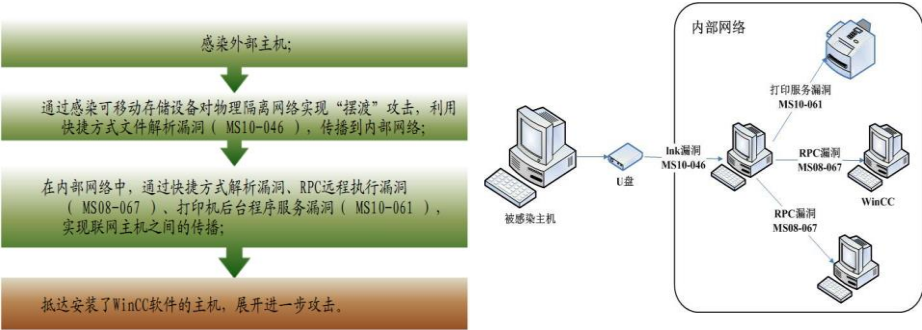 感染外部主机;
通过感染可移动存储设备对物理隔离网络实现“摆渡”攻击，利用
快捷方式文件解析漏洞（MS10-046），传播到内部网络;
在内部网络中，通过快捷方式解析漏洞、RPC远程执行漏洞
（MS08-067）、打印机后台程序服务漏洞（MS10-061），
实现联网主机之间的传播;
抵达安装了WinCC软件的主机，展开进一步攻击。
内部网络
打印服务漏洞
MS10-061
lnk漏洞
MS10-046
RPC漏洞
MS08-067
U盘
WinCC
被感染主机
RPC漏洞
MS08-067